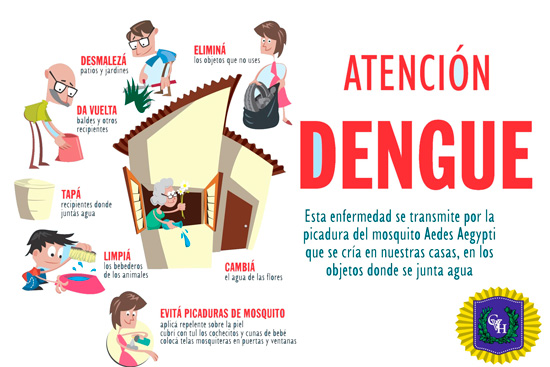 DESMALEZÁ
patios y jardines
ELIMINÁ
los objetos que no uses
DA VUELTA
baldes y otros
recipientes
TAPÁ
recipientes donde
juntás agua
LIMPIÁ
los bebederos
de los animales
CAMBIÁ
el agua de las flores
EVITÁ PICADURAS DE MOSQUITO
aplicá repelente sobre la piel
cubrí con tul los cochecitos y cunas de bebé
colocá telas mosquiteras en puertas y ventanas
ATENCIÓN
DENGUE
Esta enfermedad se transmite por la
picadura del mosquito Aedes Aegypti
que se cría en nuestras casas, en los
objetos donde se junta agua